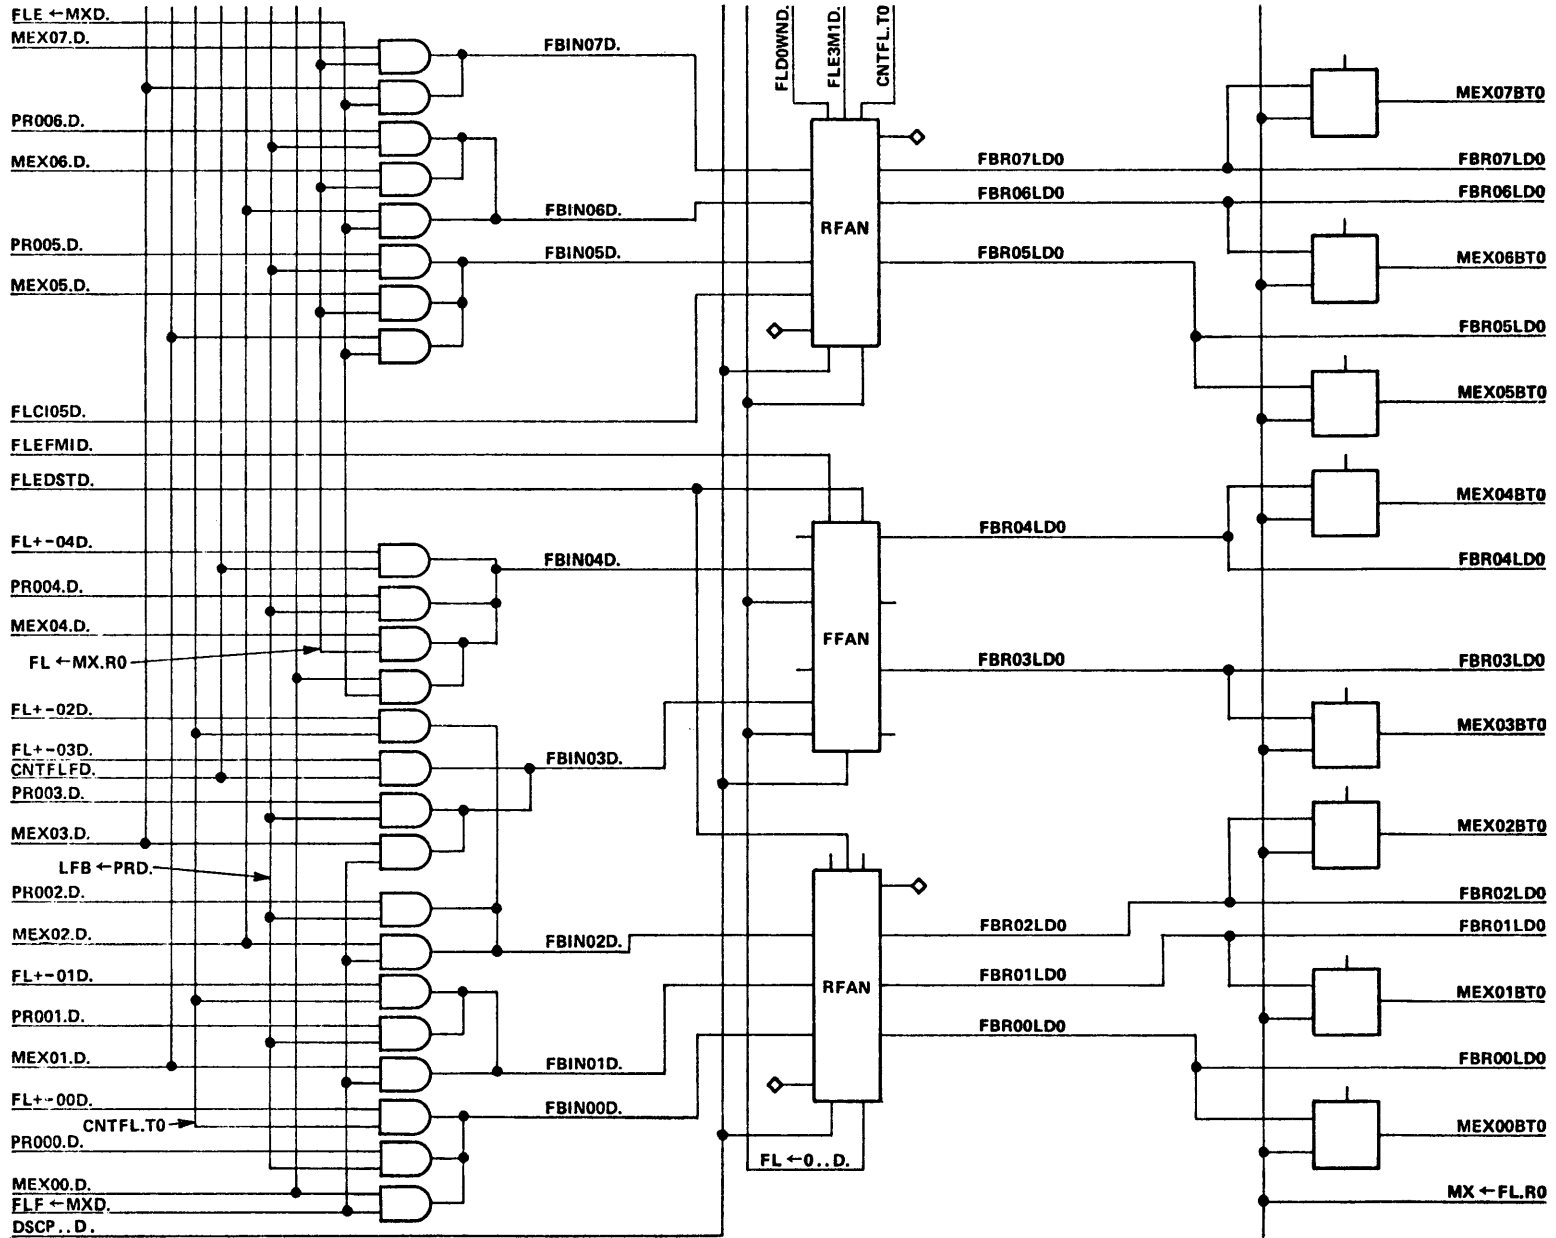 FLE ←MXD.
MEX07.D.
PR006.D.
MEX06.D.
PR005.D.
MEX05.D.
FLCI05D.
FLEFMID.
FLEDSTD.
FL+-04D.
PR004.D.
MEX04.D.
FL ←MX.R0
FL+-02D.
FL+-03D.
CNTFLFD.
PR003.D.
MEX03.D.
LFB ←PRD.
PR002.D.
MEX02.D.
FL+-01D.
PR001.D.
MEX01.D.
FL+-00D.
CNTFL.T0
PR000.D.
MEX00.D.
FLF ←MXD.
DSCP..D.
FBIN07D.
FBIN06D.
FBIN05D.
FBIN04D.
FBIN03D.
FBIN02D.
FBIN01D.
FBIN00D.
FLD0WND.
FLE3M1D.
CNTFL.T0
RFAN
FFAN
RFAN
FL ←0..D.
FBR07LD0
FBR06LD0
FBR05LD0
FBR04LD0
FBR03LD0
FBR02LD0
FBR01LD0
FBR00LD0
MEX07BT0
FBR07LD0
FBR06LD0
MEX06BT0
FBR05LD0
MEX05BT0
MEX04BT0
FBR04LD0
FBR03LD0
MEX03BT0
MEX02BT0
FBR02LD0
FBR01LD0
MEX01BT0
FBR00LD0
MEX00BT0
MX ←FL.R0